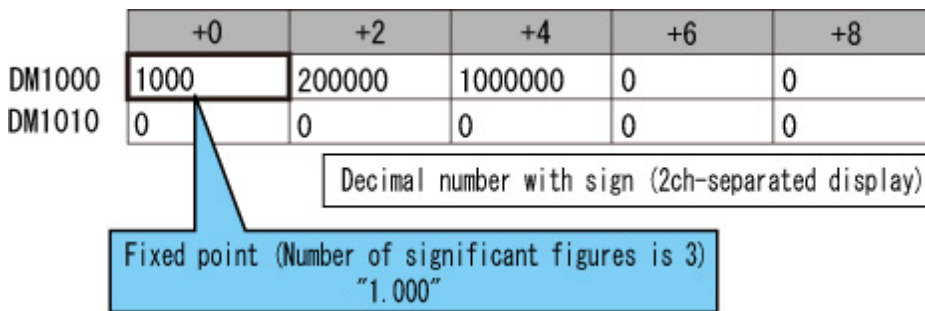 +0 +2 +4 +6 +8
DM1000 1000 200000 1000000 0 0
DM1010 0 0 0 0 0
Decimal number with sign (2ch-separated display)
Fixed point (Number of significant figures is 3)
"1.000"